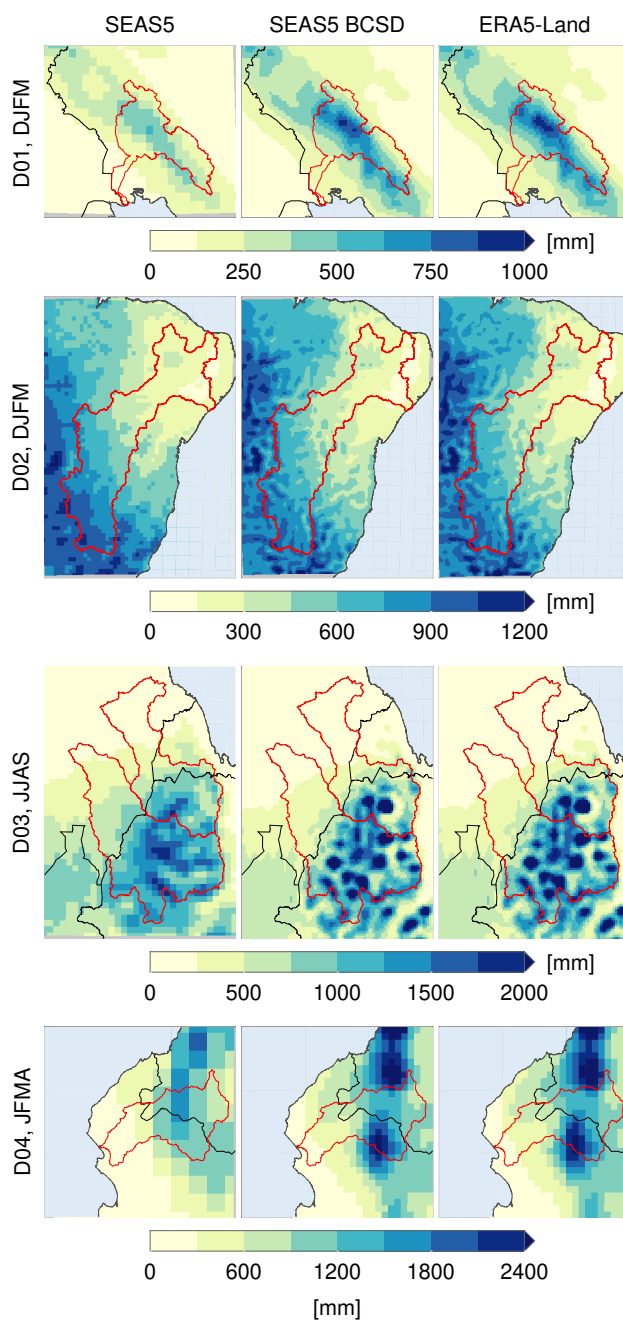 SEAS5 SEAS5 BCSD ERA5-Land
D01, DJFM
0 250 500 750 1000 [mm]
D02, DJFM
0 300 600 900 1200 [mm]
D03, JJAS
0 500 1000 1500 2000 [mm]
D04, JFMA
0 600 1200 1800 2400
[mm]